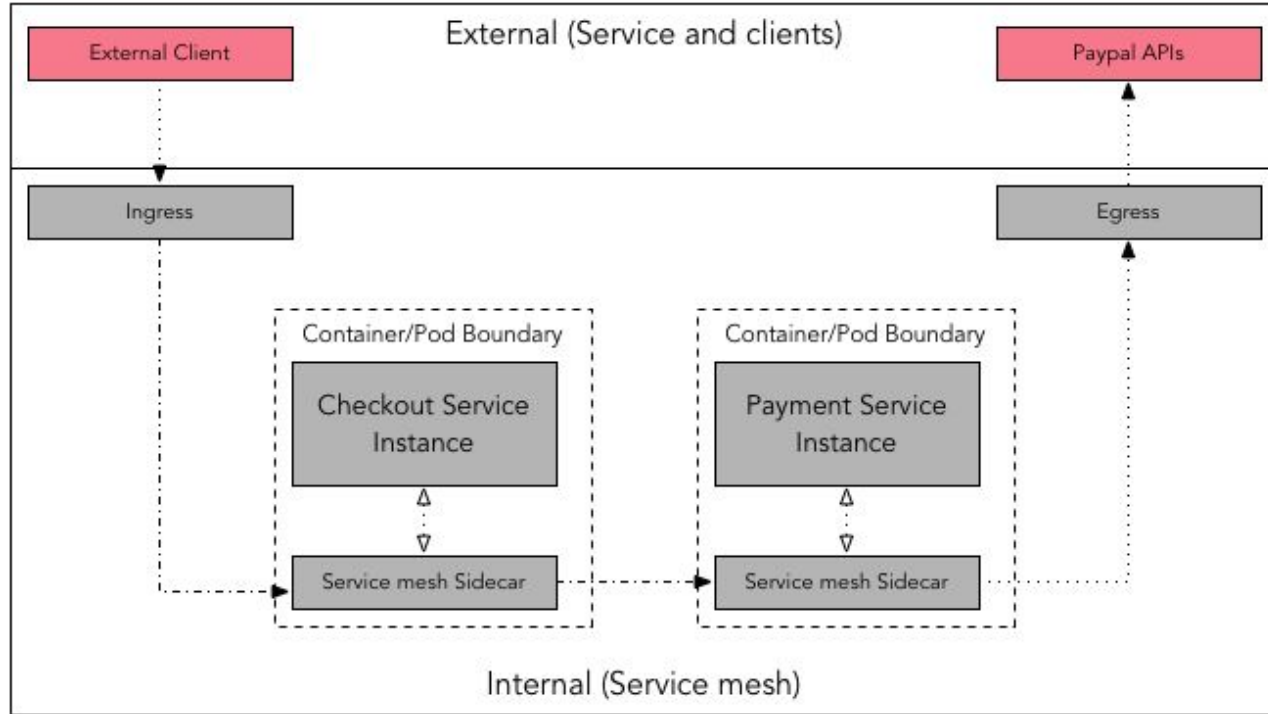 External (Service and clients)
External Client
Paypal APIs
Ingress
Egress
Container/Pod Boundary
Checkout Service
Instance
Service mesh Sidecar
Container/Pod Boundary
Payment Service
Instance
Service mesh Sidecar
Internal (Service mesh)